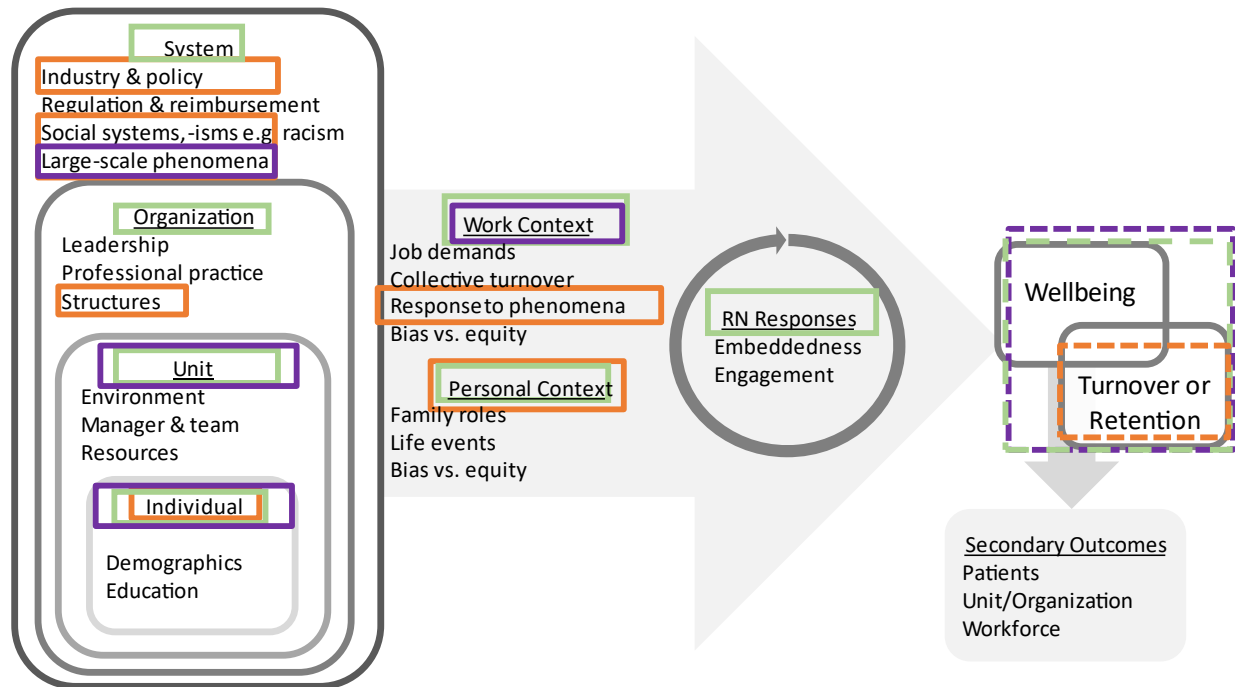 System
Industry & policy
Regulation & reimbursement
Social systems,-isms e.g. racism
Large-scale phenomena
Organization
Leadership
Professional practice
Structures
Unit
Environment
Manager & team
Resources
Individual
Demographics
Education
Work Context
Job demands
Collective turnover
Response to phenomena
Bias vs. equity
Personal Context
Family roles
Life events
Bias vs. equity
RN Responses
Embeddedness
Engagement
Wellbeing
Turnover or
Retention
Secondary Outcomes
Patients
Unit/Organization
Workforce